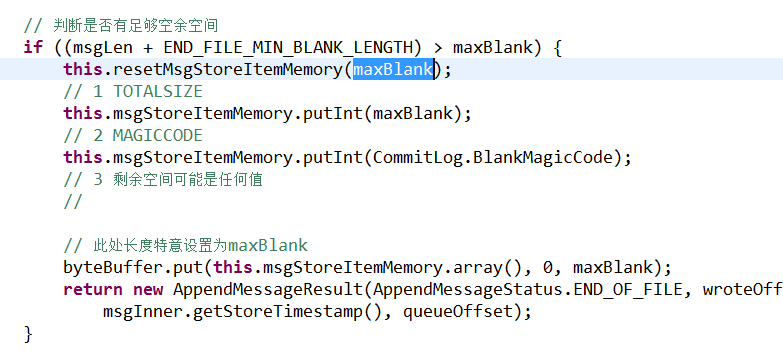 // 判断是否有足够空余空间
if ((msgLen + END_FILE_MIN_BLANK_LENGTH) > maxBlank) {
this.resetMsgStoreItemMemory(maxBlank);
// 1 TOTALSIZE
this.msgStoreItemMemory.putInt(maxBlank);
// 2 MAGICCODE
this.msgStoreItemMemory.putInt(CommitLog.BlankMagicCode);
// 3 剩余空间可能是任何值
//
// 此处长度特意设置为maxBlank
byteBuffer.put(this.msgStoreItemMemory.array(), 0, maxBlank);
return new AppendMessageResult(AppendMessageStatus.END_OF_FILE, wroteOff
msgInner.getStoreTimestamp(), queueOffset);
}